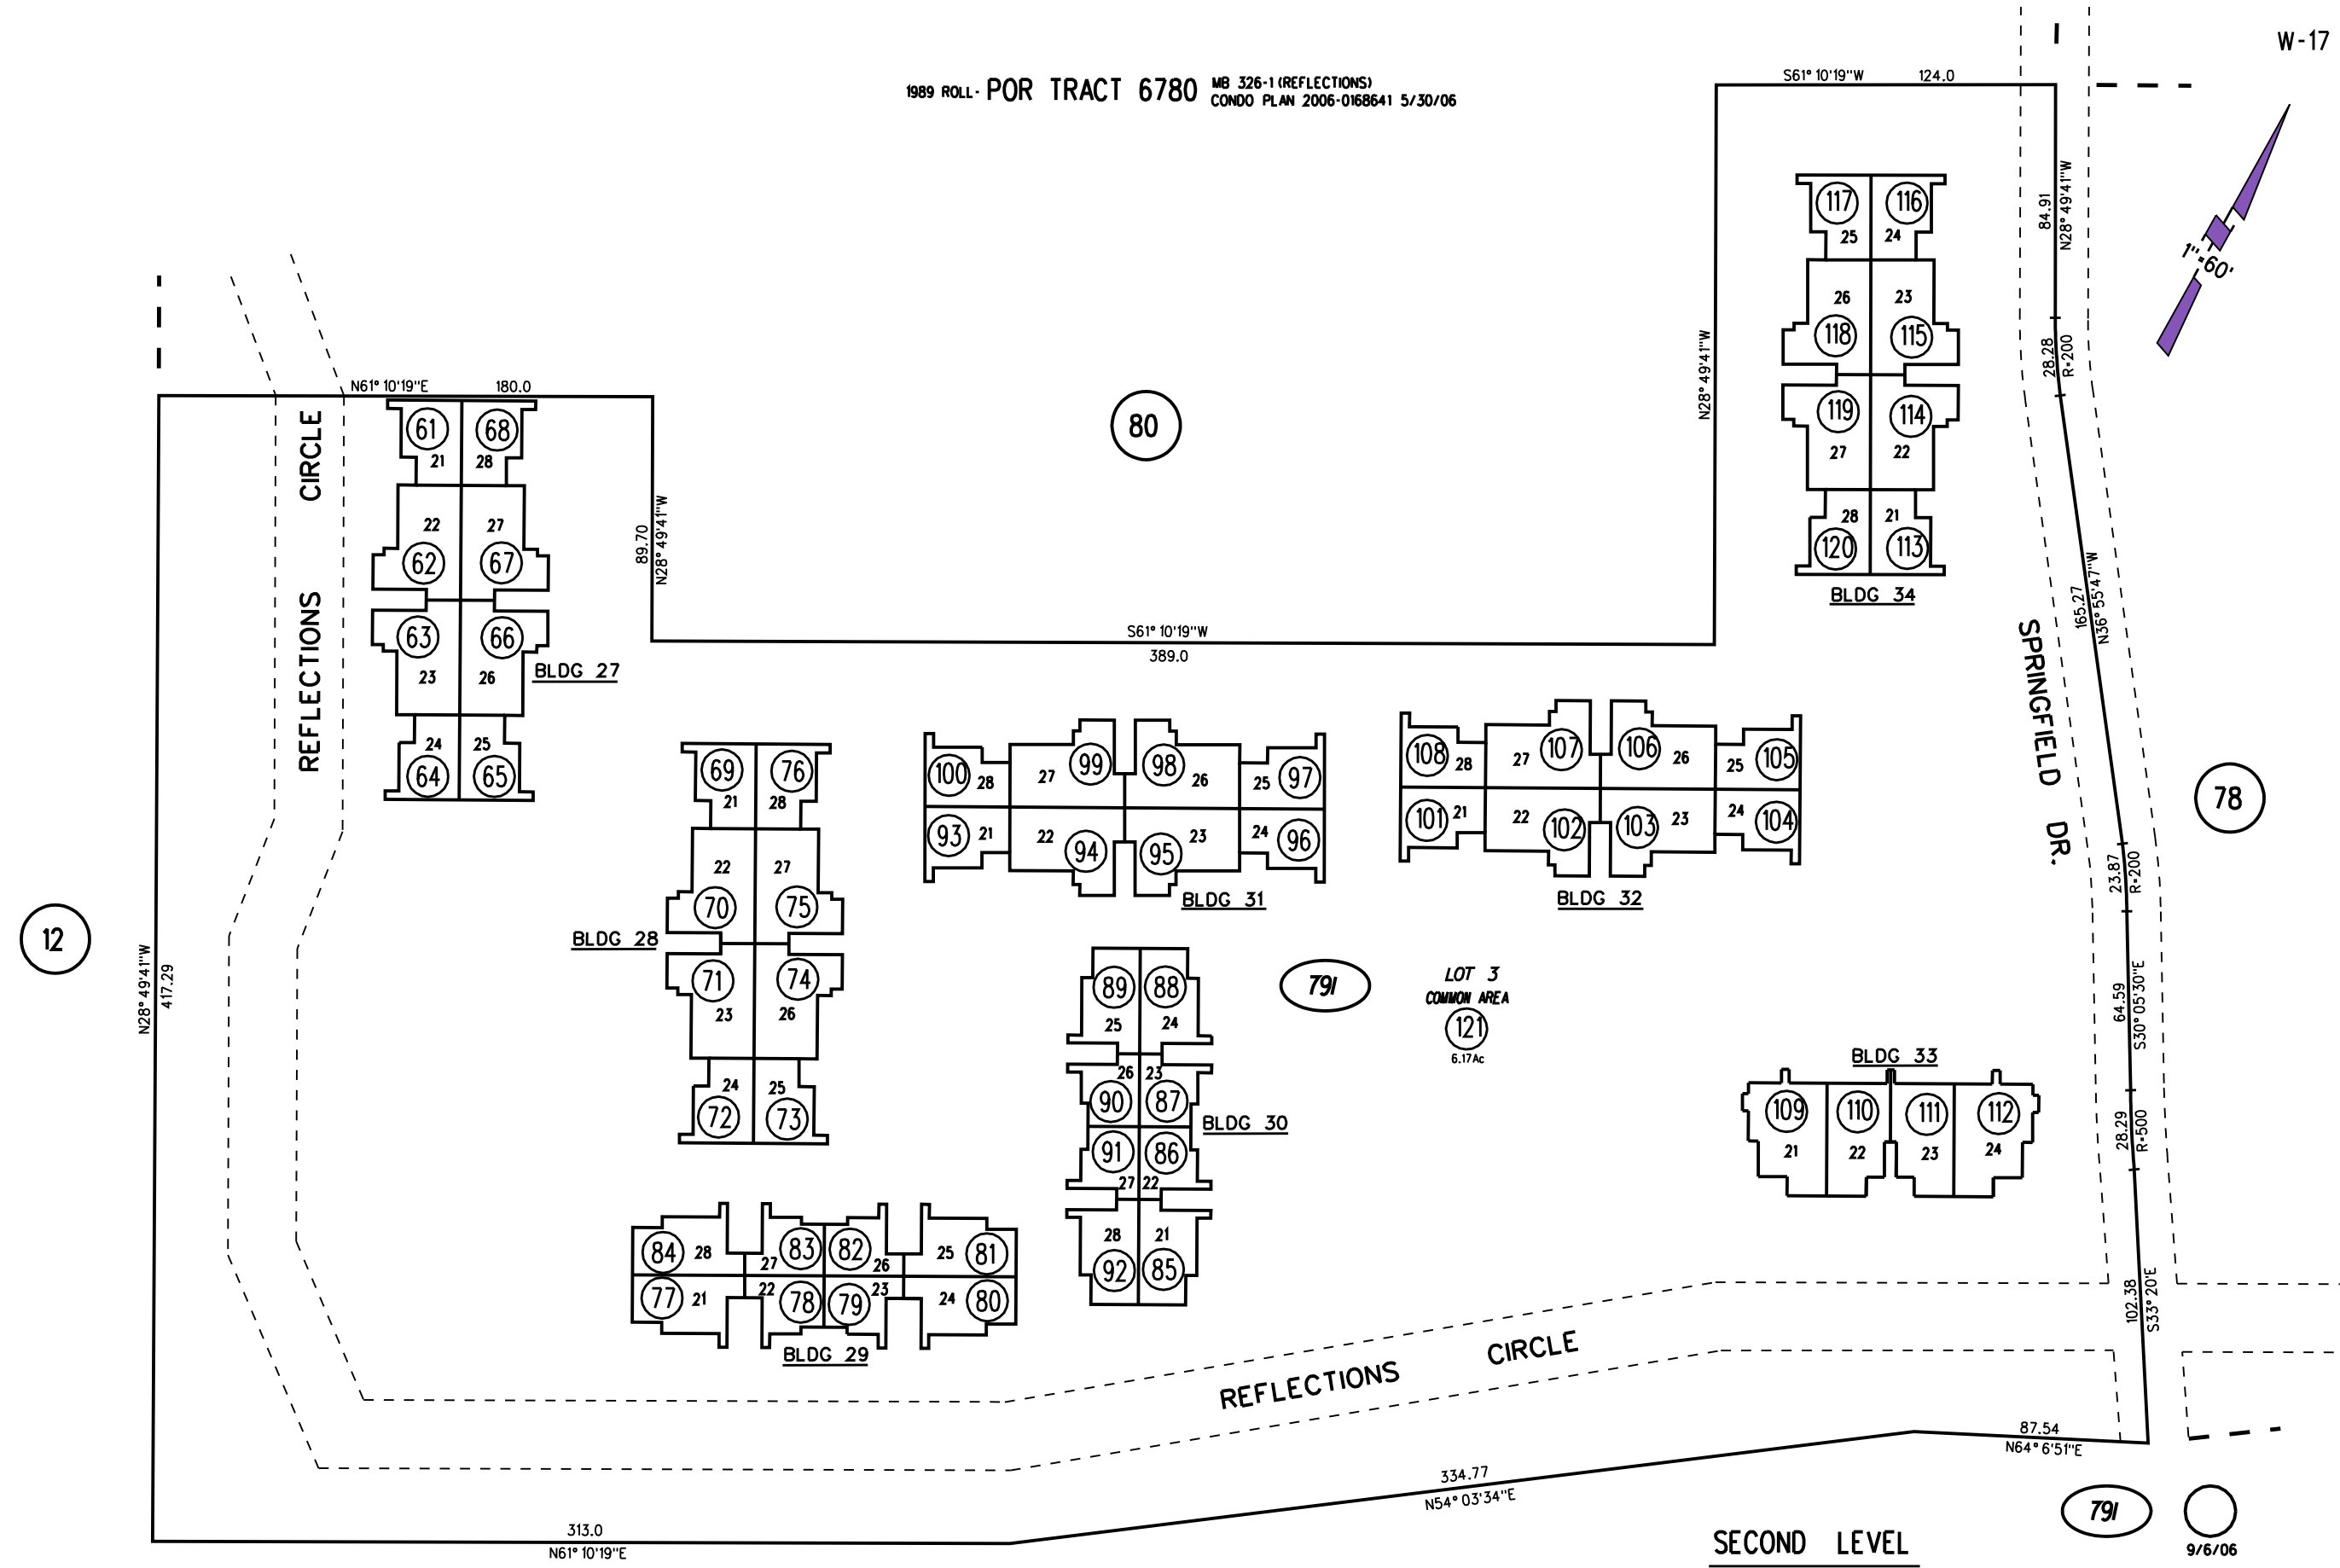 W-17
1989 ROLL- POR TRACT 6780 MB 326-1 (REFLECTIONS)
CONDO PLAN 2006-0168641 5/30/06
S61° 10'19"W 124.0
84.91
N28° 49'41"W
1"=60'
28.28
R=200
N28° 49'41"W
117 116
25 24
26 23
118 115
119 114
27 22
28 21
120 113
BLDG 34
80
N61° 10'19"E 180.0
REFLECTIONS CIRCLE
61 68
21 28
22 27
62 67
63 66
23 26
24 25
64 65
BLDG 27
89.70
N28° 49'41"W
S61° 10'19"W
389.0
165.27
N36° 55'47"W
SPRINGFIELD DR.
78
69 76
21 28
22 27
70 75
BLDG 28
71 74
23 26
24 25
72 73
100 28 27 99 98 26 25 97
93 21 22 94 95 23 24 96
BLDG 31
108 28 27 107 106 26 25 105
101 21 22 102 103 23 24 104
BLDG 32
23.87
R=200
12
N28° 49'41"W
417.29
89 88
25 24
26 23
90 87
BLDG 30
91 86
27 22
28 21
92 85
791
LOT 3
COMMON AREA
121
6.17Ac
64.59
S30° 05'30"E
BLDG 33
109 110 111 112
21 22 23 24
28.29
R=500
84 28 27 83 82 26 25 81
77 21 22 78 79 23 24 80
BLDG 29
102.38
S33° 20'E
REFLECTIONS CIRCLE
87.54
N64° 6'51"E
334.77
N54° 03'34"E
313.0
N61° 10'19"E
SECOND LEVEL
791
9/6/06